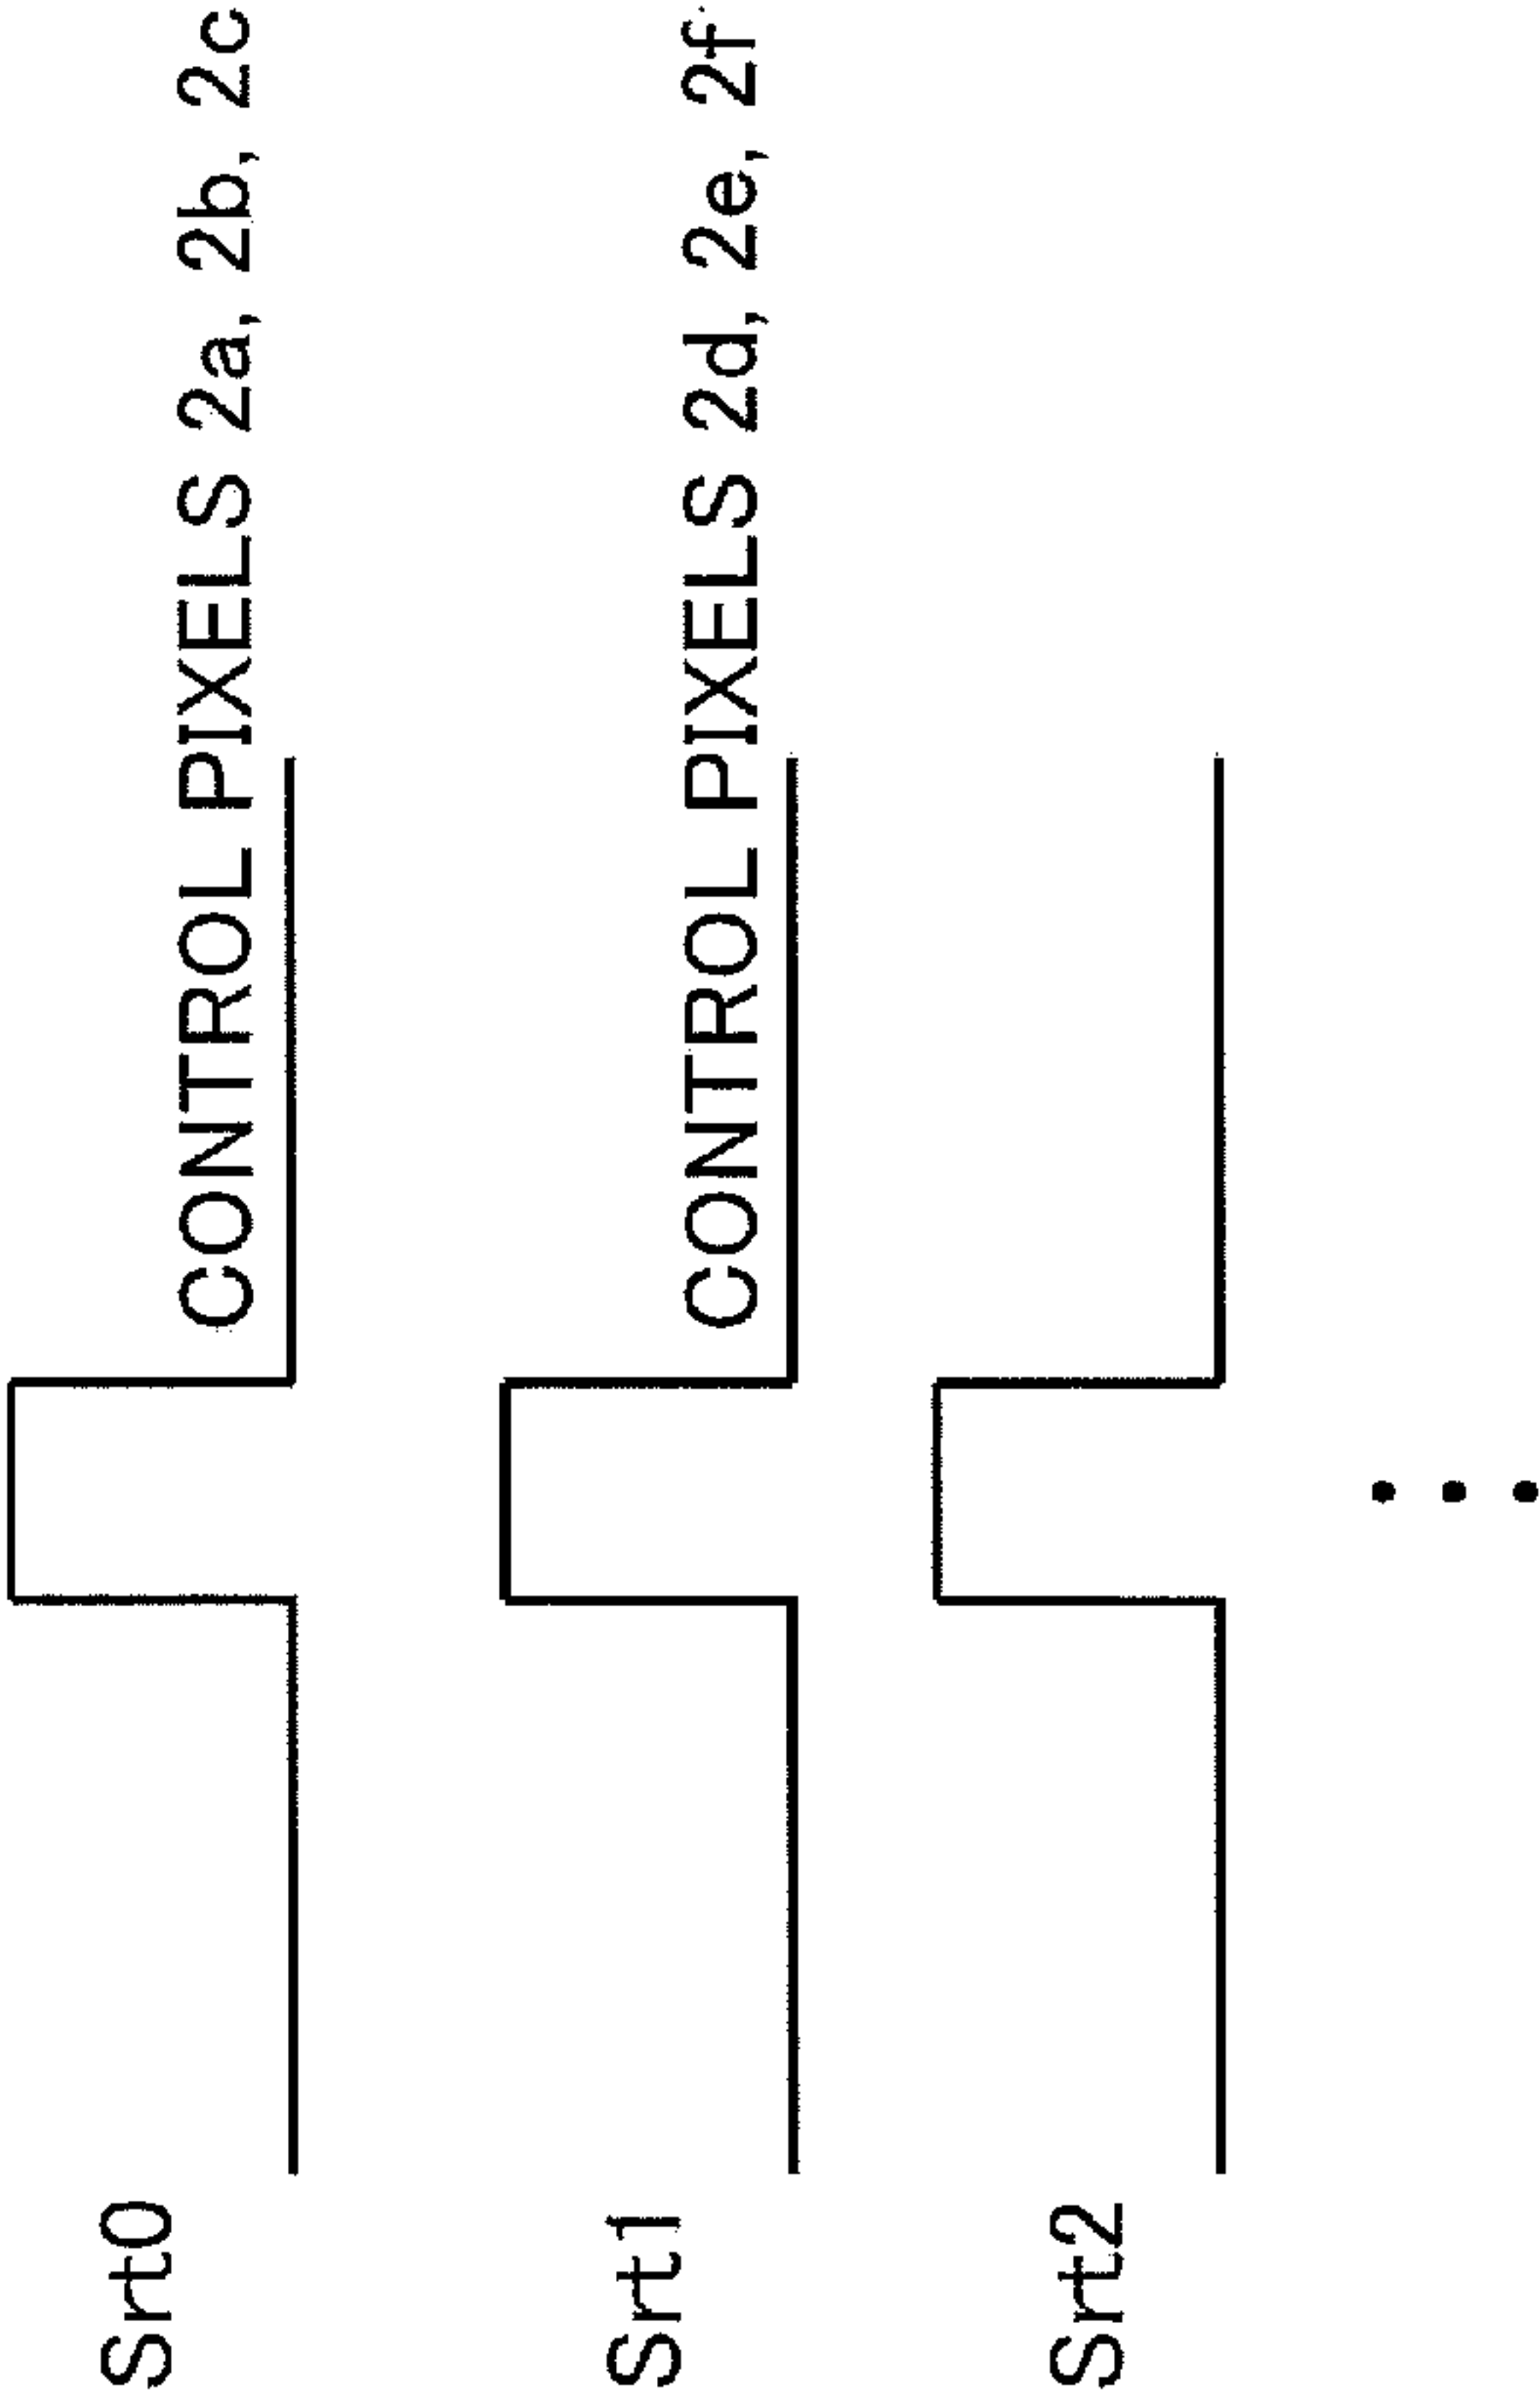 Srt0
CONTROL PIXELS 2a, 2b, 2c
Srt1
CONTROL PIXELS 2d, 2e, 2f
Srt2